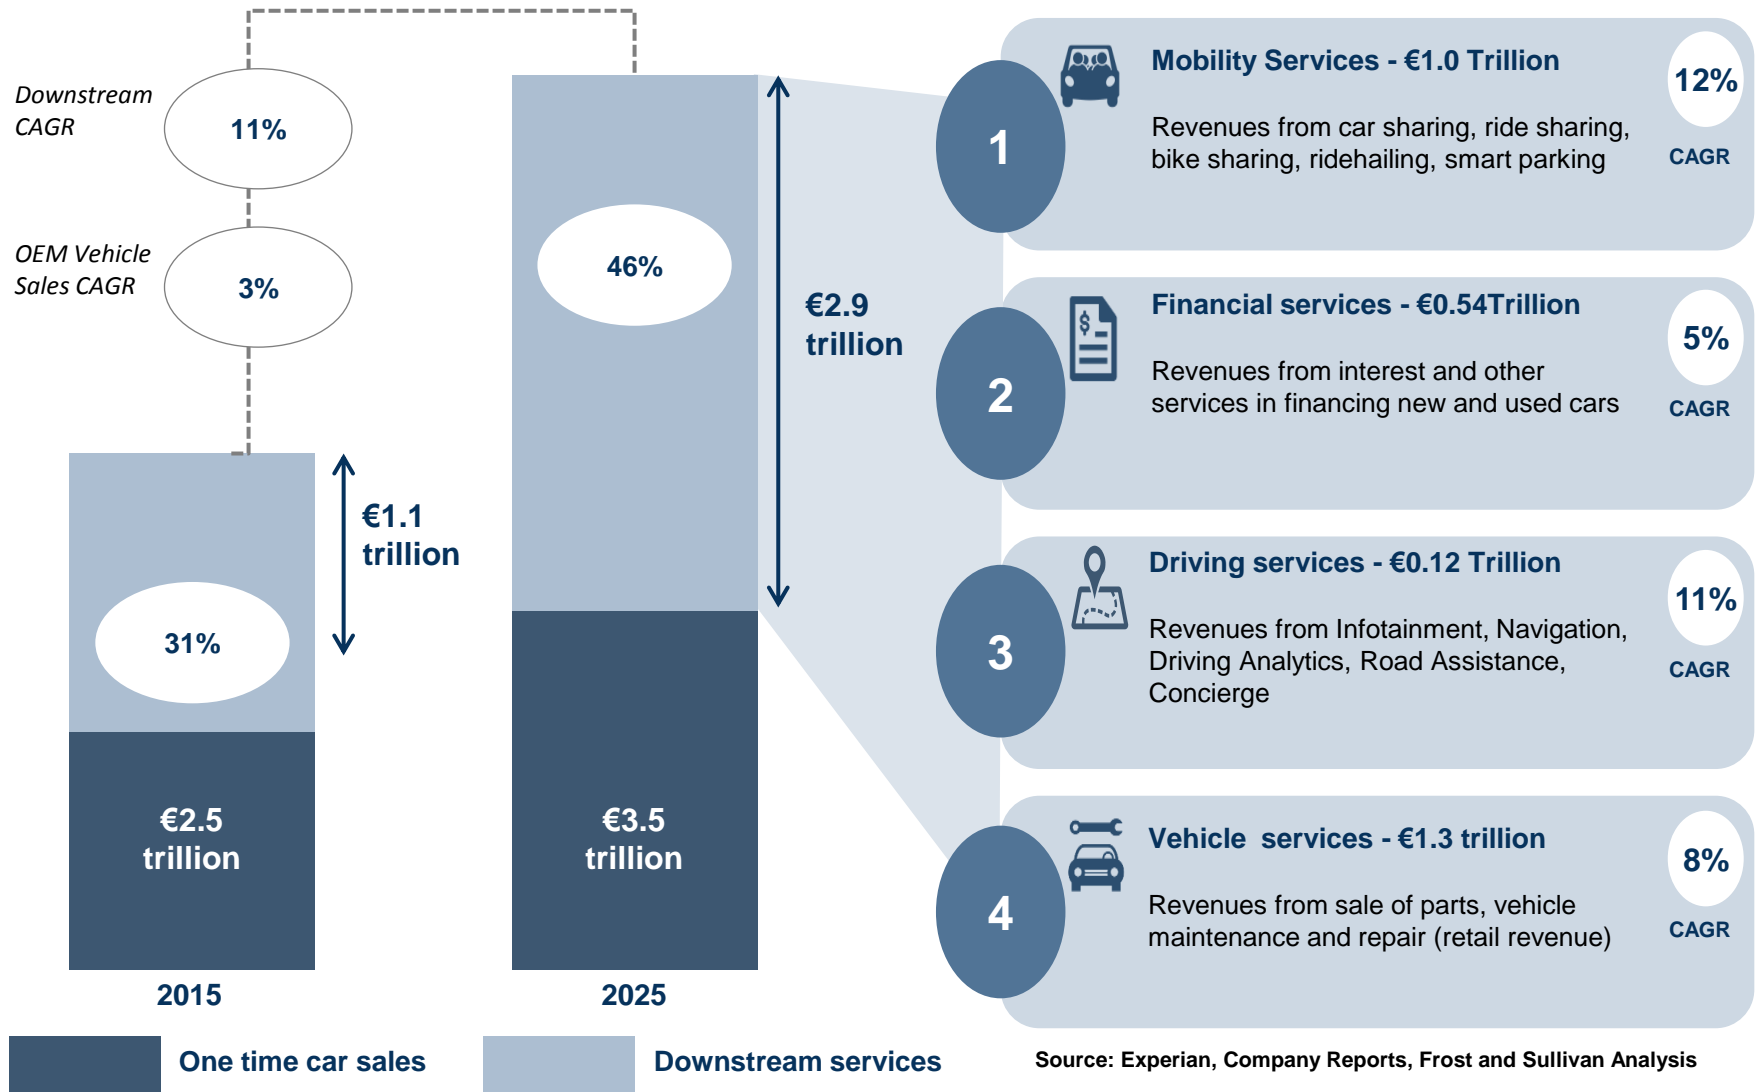 Downstream
CAGR
11%
OEM Vehicle
Sales CAGR
3%
€1.1
trillion
31%
€2.5
trillion
2015
46%
€2.9
trillion
€3.5
trillion
2025
1
Mobility Services - €1.0 Trillion
Revenues from car sharing, ride sharing,
bike sharing, ridehailing, smart parking
12%
CAGR
2
$
Financial services - €0.54Trillion
Revenues from interest and other
services in financing new and used cars
5%
CAGR
3
Driving services - €0.12 Trillion
Revenues from Infotainment, Navigation,
Driving Analytics, Road Assistance,
Concierge
11%
CAGR
4
Vehicle  services - €1.3 trillion
Revenues from sale of parts, vehicle
maintenance and repair (retail revenue)
8%
CAGR
One time car sales
Downstream services
Source: Experian, Company Reports, Frost and Sullivan Analysis